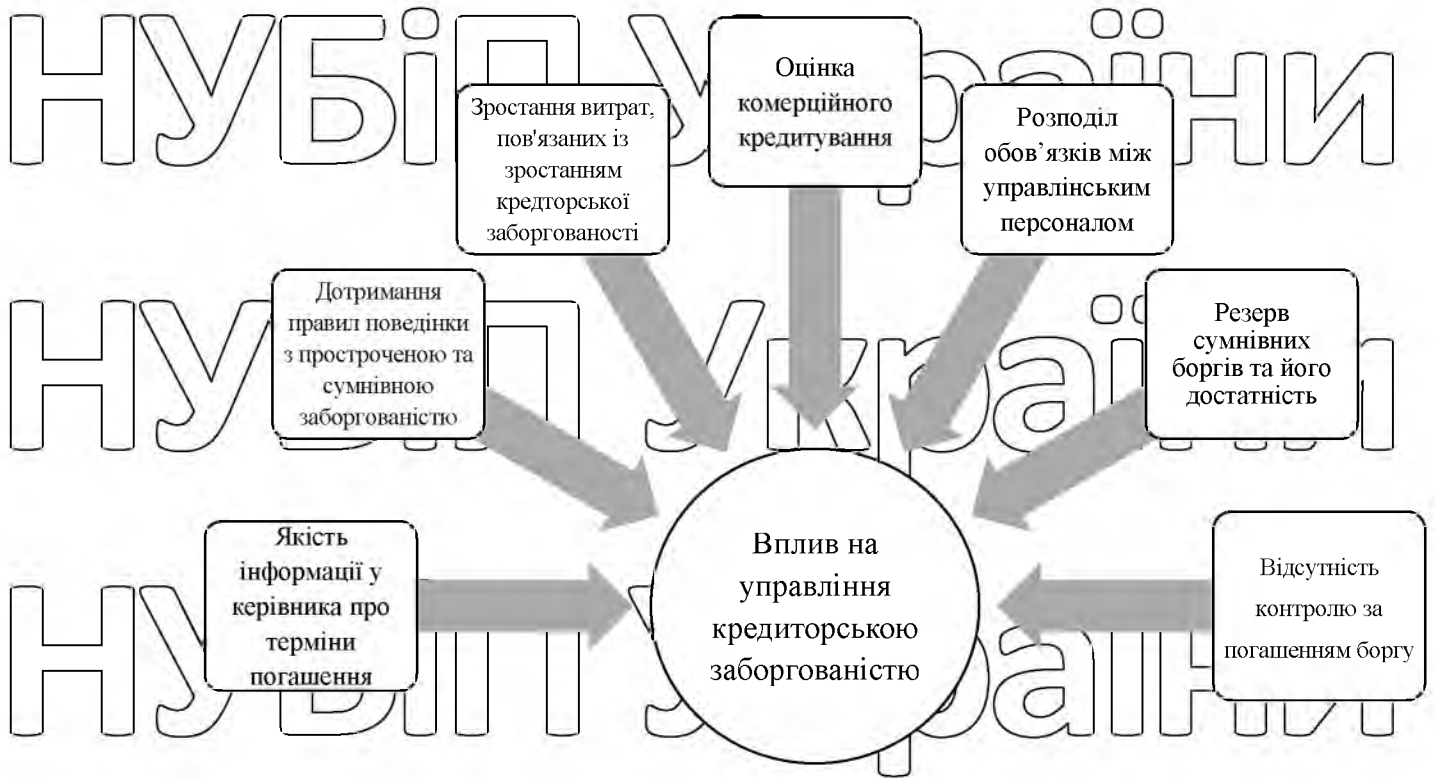 НУБіП України
Оцінка
комерційного
кредитування
Зростання витрат,
пов'язаних із
зростанням
кредторської
заборгованості
Розподіл
обов’язків між
управлінським
персоналом
НУБіП України
Дотримання
правил поведінки
з простроченою та
сумнівною
заборгованістю
Резерв
сумнівних
боргів та його
достатність
НУБіП України
Якість
інформації у
керівника про
терміни
погашення
Вплив на
управління
кредиторською
заборгованістю
Відсутність
контролю за
погашенням боргу